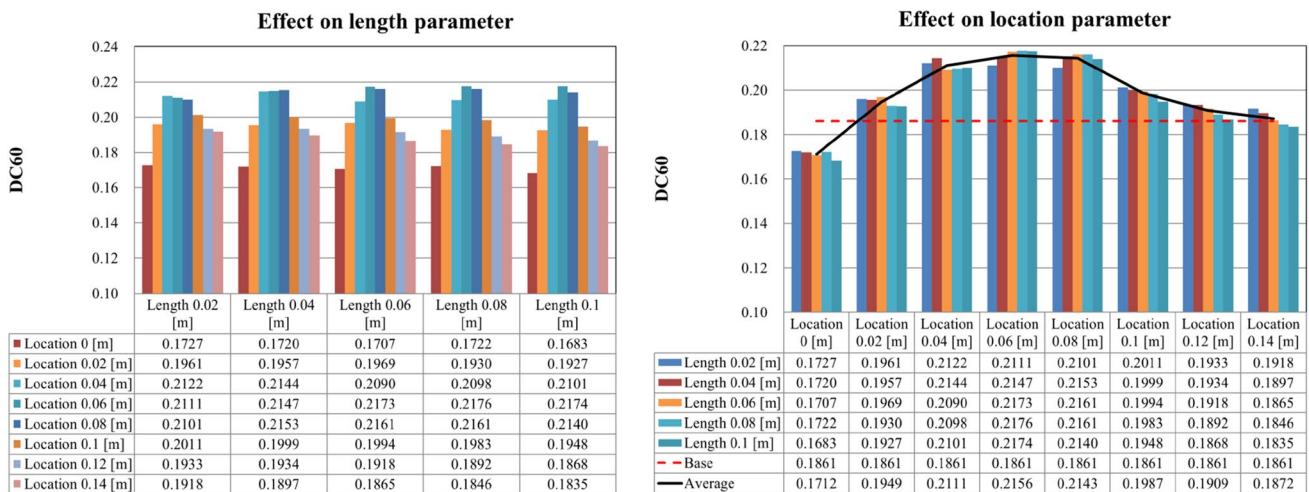 Effect on length parameter
DC60
0.24
0.22
0.20
0.18
0.16
0.14
0.12
0.10
Length 0.02 [m] Length 0.04 [m] Length 0.06 [m] Length 0.08 [m] Length 0.1 [m]
Location 0 [m] 0.1727 0.1720 0.1707 0.1722 0.1683
Location 0.02 [m] 0.1961 0.1957 0.1969 0.1930 0.1927
Location 0.04 [m] 0.2122 0.2144 0.2090 0.2098 0.2101
Location 0.06 [m] 0.2111 0.2147 0.2173 0.2176 0.2174
Location 0.08 [m] 0.2101 0.2153 0.2161 0.2161 0.2140
Location 0.1 [m] 0.2011 0.1999 0.1994 0.1983 0.1948
Location 0.12 [m] 0.1933 0.1934 0.1918 0.1892 0.1868
Location 0.14 [m] 0.1918 0.1897 0.1865 0.1846 0.1835
Effect on location parameter
DC60
0.22
0.20
0.18
0.16
0.14
0.12
0.10
Location 0 [m] Location 0.02 [m] Location 0.04 [m] Location 0.06 [m] Location 0.08 [m] Location 0.1 [m] Location 0.12 [m] Location 0.14 [m]
Length 0.02 [m] 0.1727 0.1961 0.2122 0.2111 0.2101 0.2011 0.1933 0.1918
Length 0.04 [m] 0.1720 0.1957 0.2144 0.2147 0.2153 0.1999 0.1934 0.1897
Length 0.06 [m] 0.1707 0.1969 0.2090 0.2173 0.2161 0.1994 0.1918 0.1865
Length 0.08 [m] 0.1722 0.1930 0.2098 0.2176 0.2161 0.1983 0.1892 0.1846
Length 0.1 [m] 0.1683 0.1927 0.2101 0.2174 0.2140 0.1948 0.1868 0.1835
Base 0.1861 0.1861 0.1861 0.1861 0.1861 0.1861 0.1861 0.1861
Average 0.1712 0.1949 0.2111 0.2156 0.2143 0.1987 0.1909 0.1872